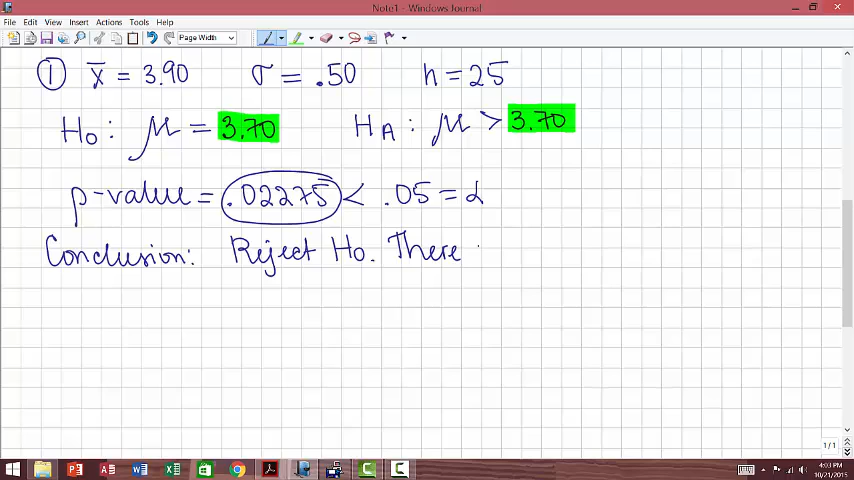 Note1 - Windows Journal
File Edit View Insert Actions Tools Help
Page Width
① x̄ = 3.90 σ = .50 n = 25
Ho : μ = 3.70 HA : μ > 3.70
p-value = .02275 < .05 = α
Conclusion: Reject Ho. There
1/1
4:03 PM
10/21/2015